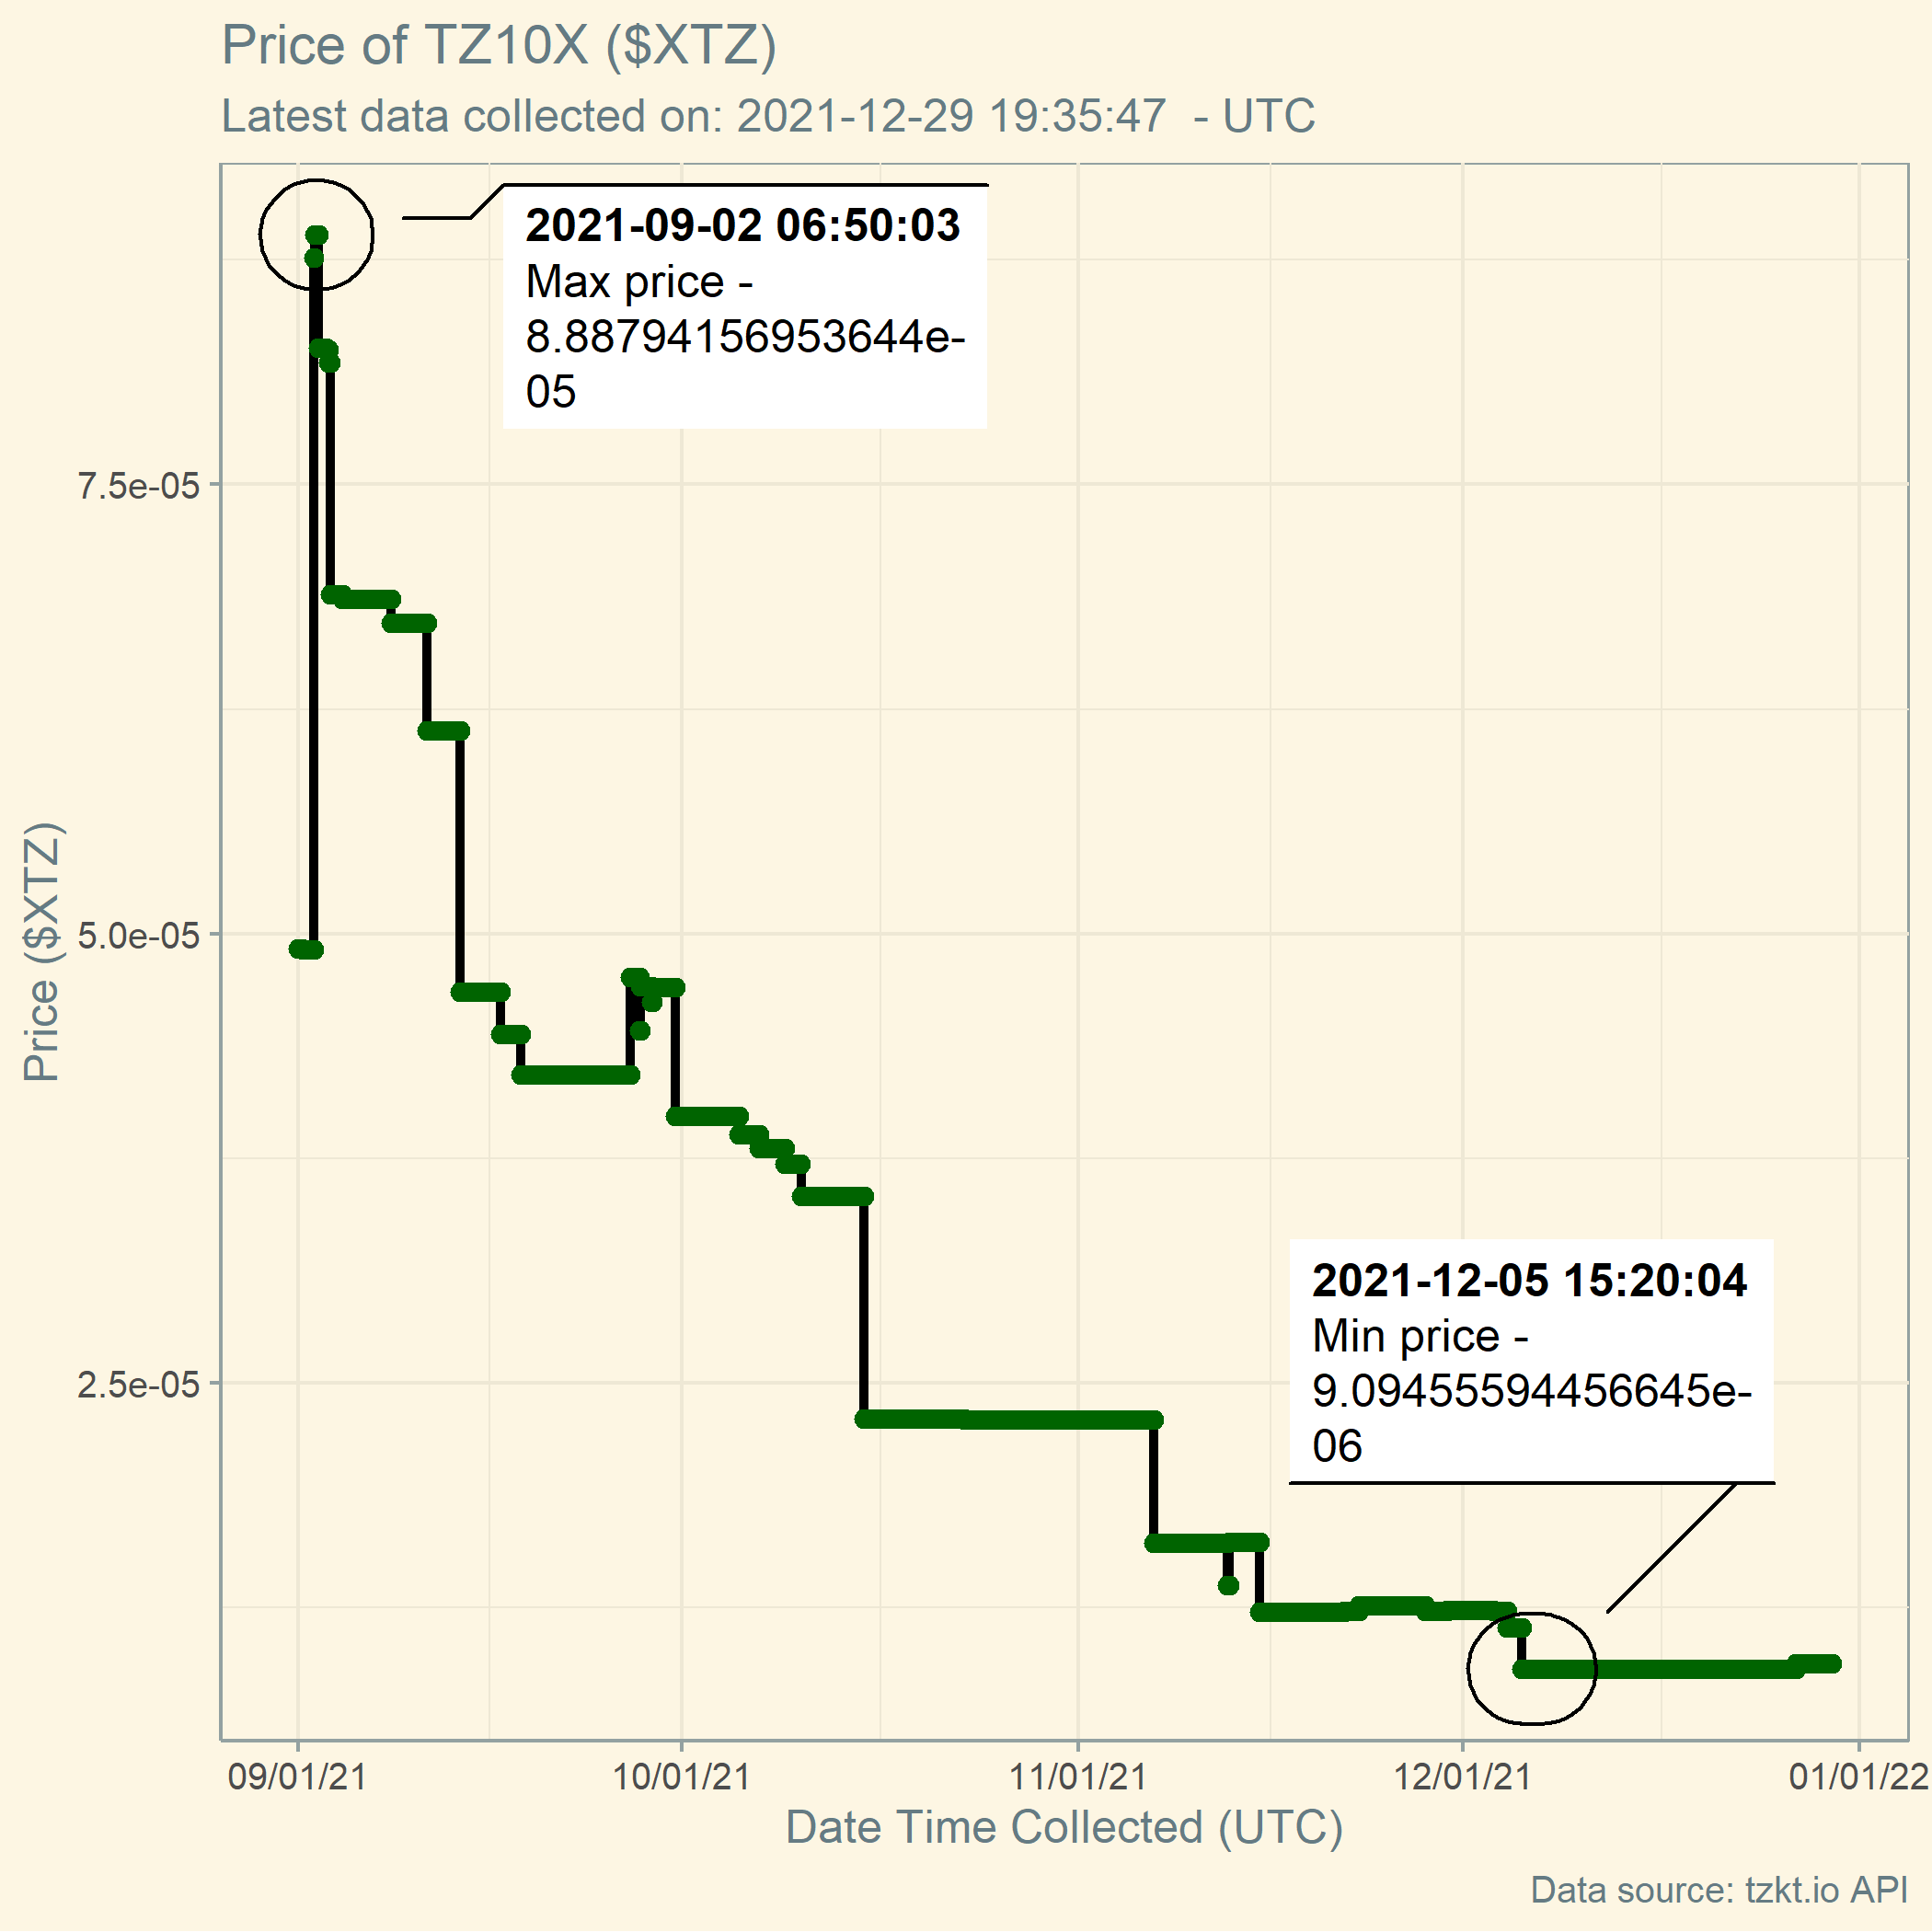 Price of TZ10X ($XTZ)
Latest data collected on: 2021-12-29 19:35:47  - UTC
2021-09-02 06:50:03
Max price -
8.88794156953644e-
05
7.5e-05
5.0e-05
2.5e-05
Price ($XTZ)
2021-12-05 15:20:04
Min price -
9.09455594456645e-
06
09/01/21 10/01/21 11/01/21 12/01/21 01/01/22
Date Time Collected (UTC)
Data source: tzkt.io API